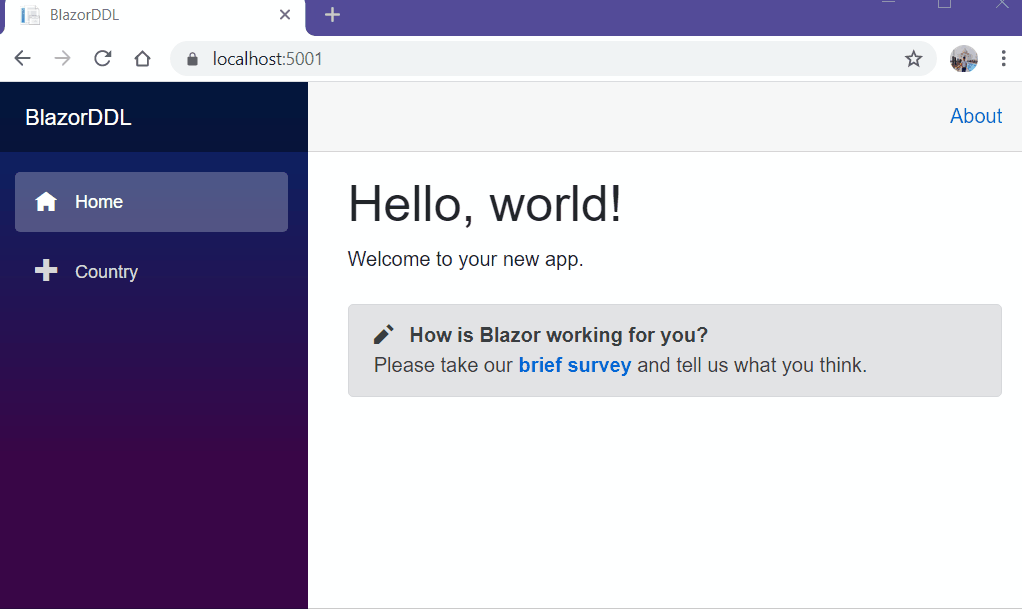 BlazorDDL
localhost:5001
BlazorDDL
About
Home
Country
Hello, world!
Welcome to your new app.
How is Blazor working for you?
Please take our brief survey and tell us what you think.